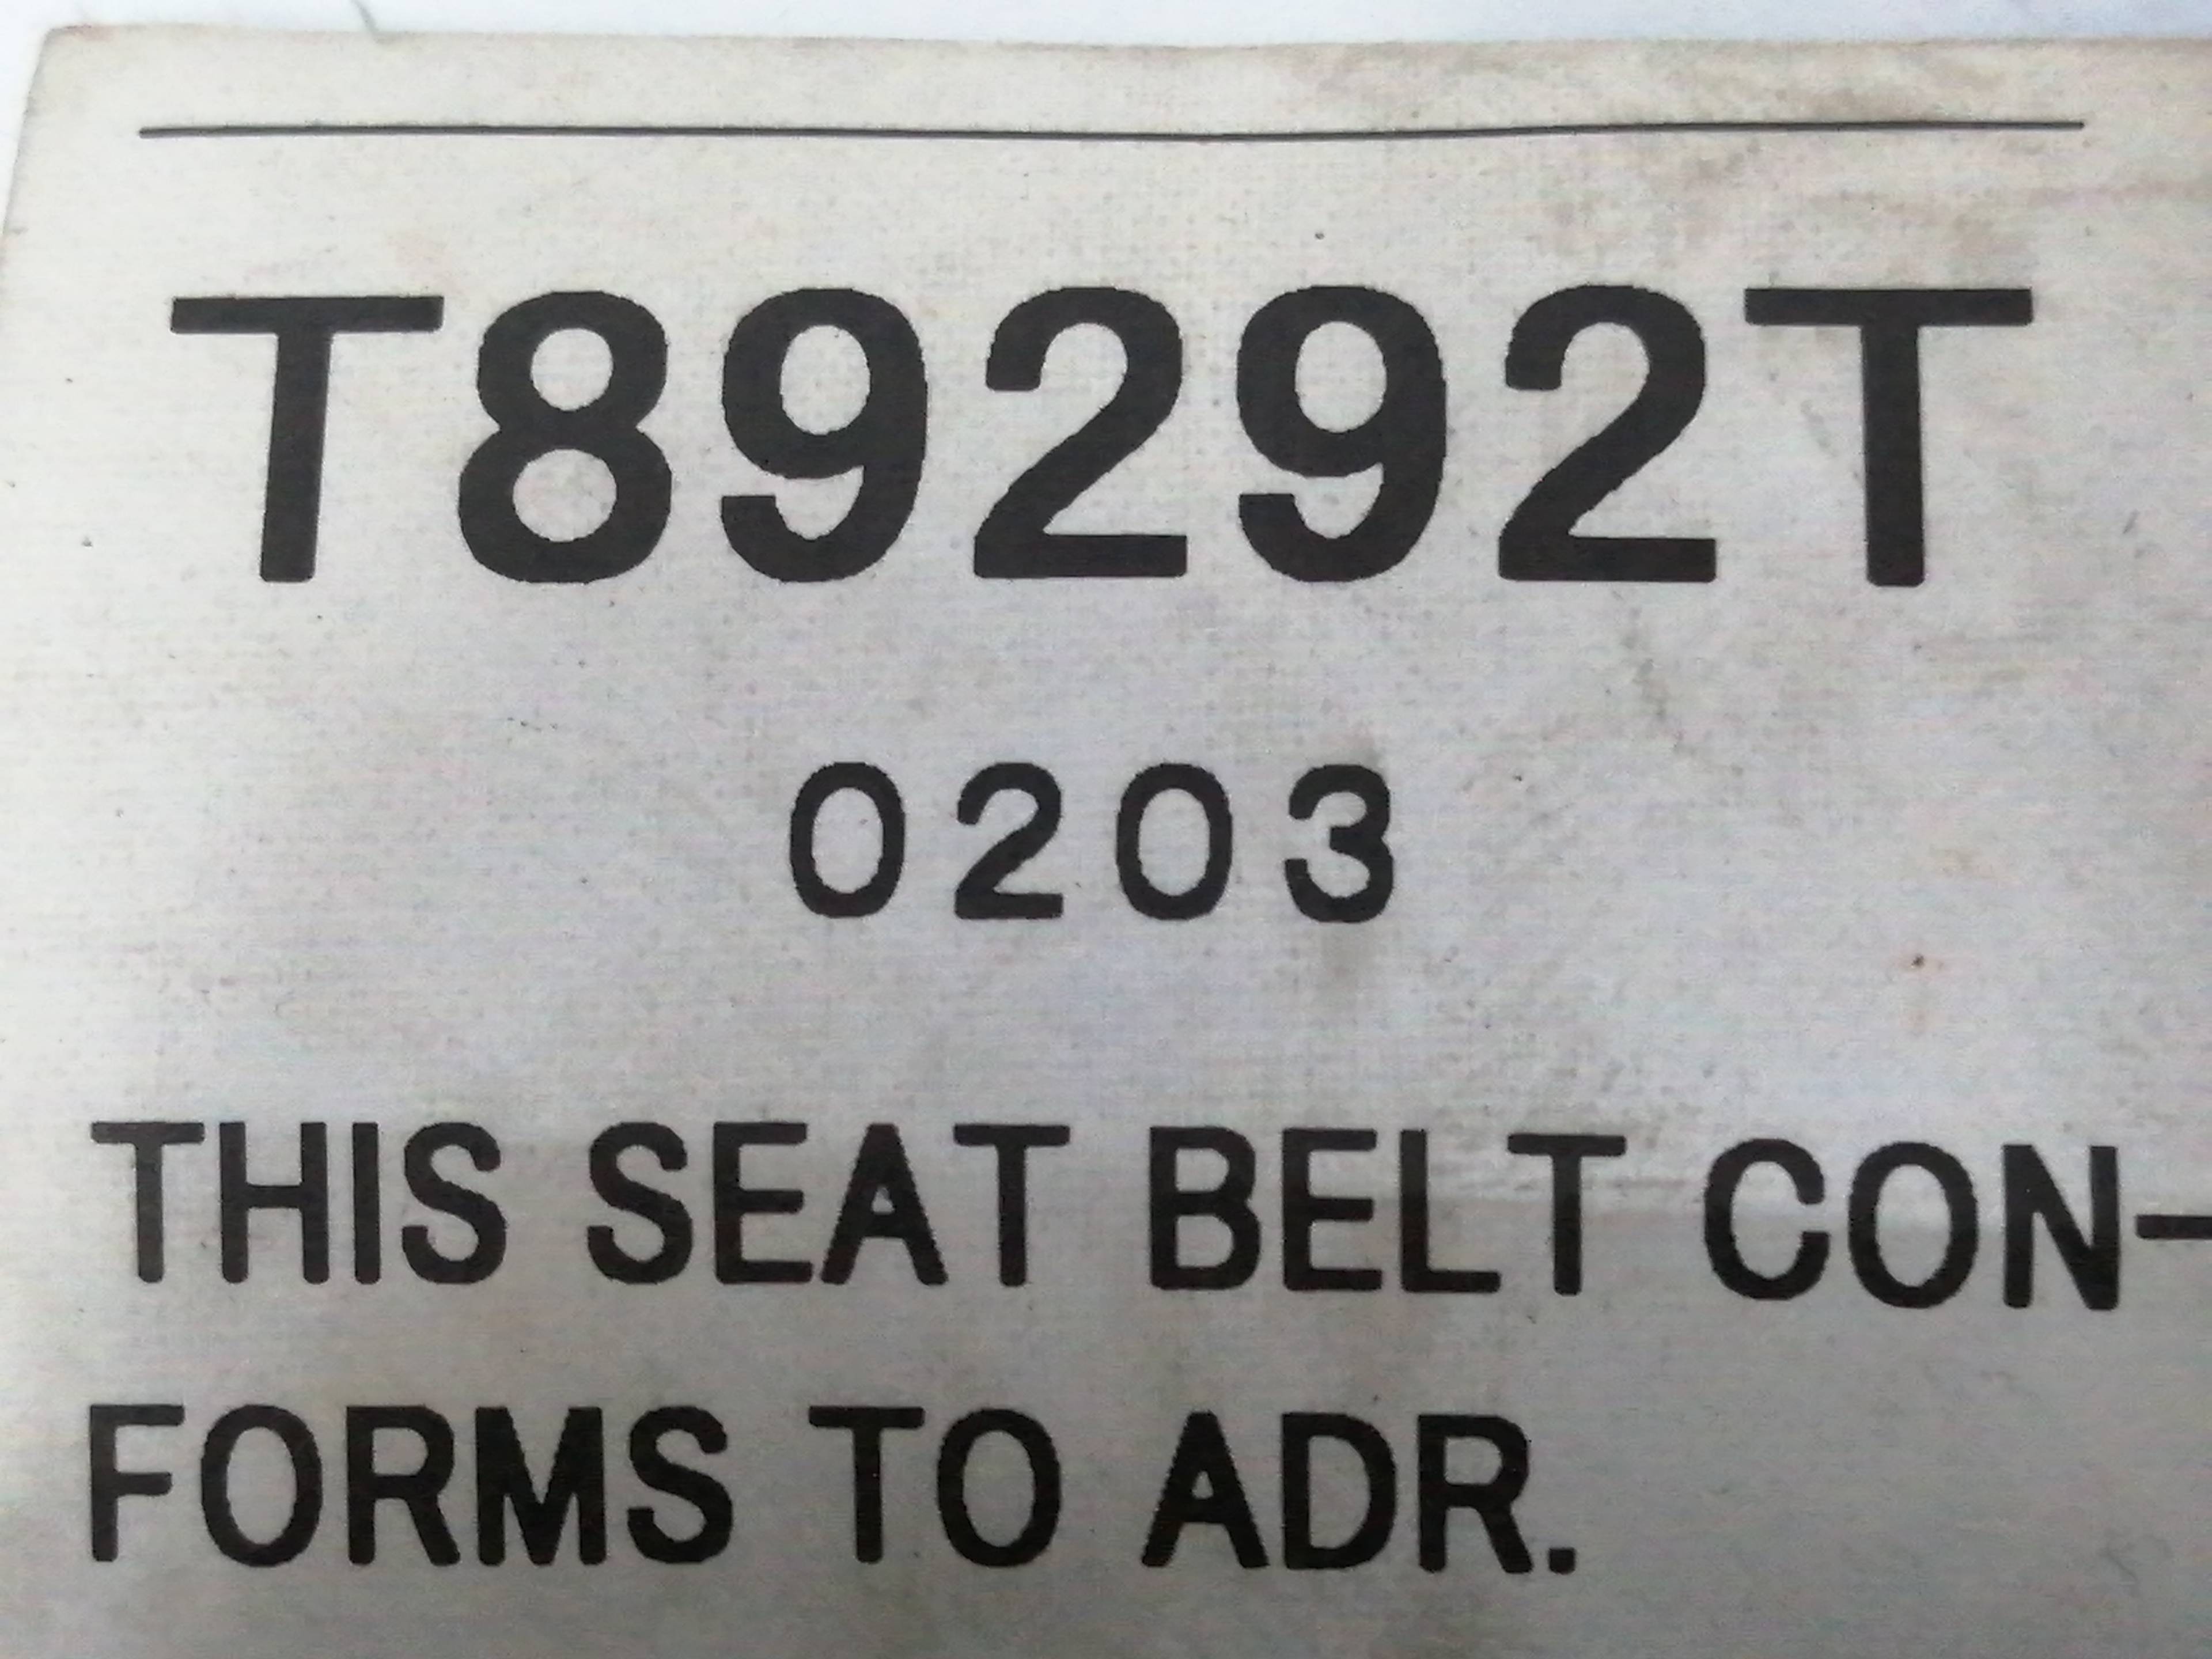 T89292T
0203
THIS SEAT BELT CON-
FORMS TO ADR.